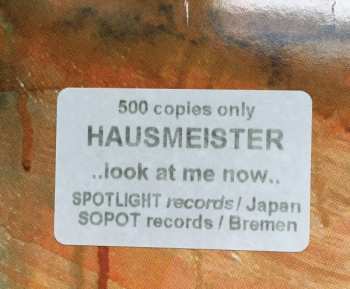 500 copies only
HAUSMEISTER
..look at me now..
SPOTLIGHT records / Japan
SOPOT records / Bremen